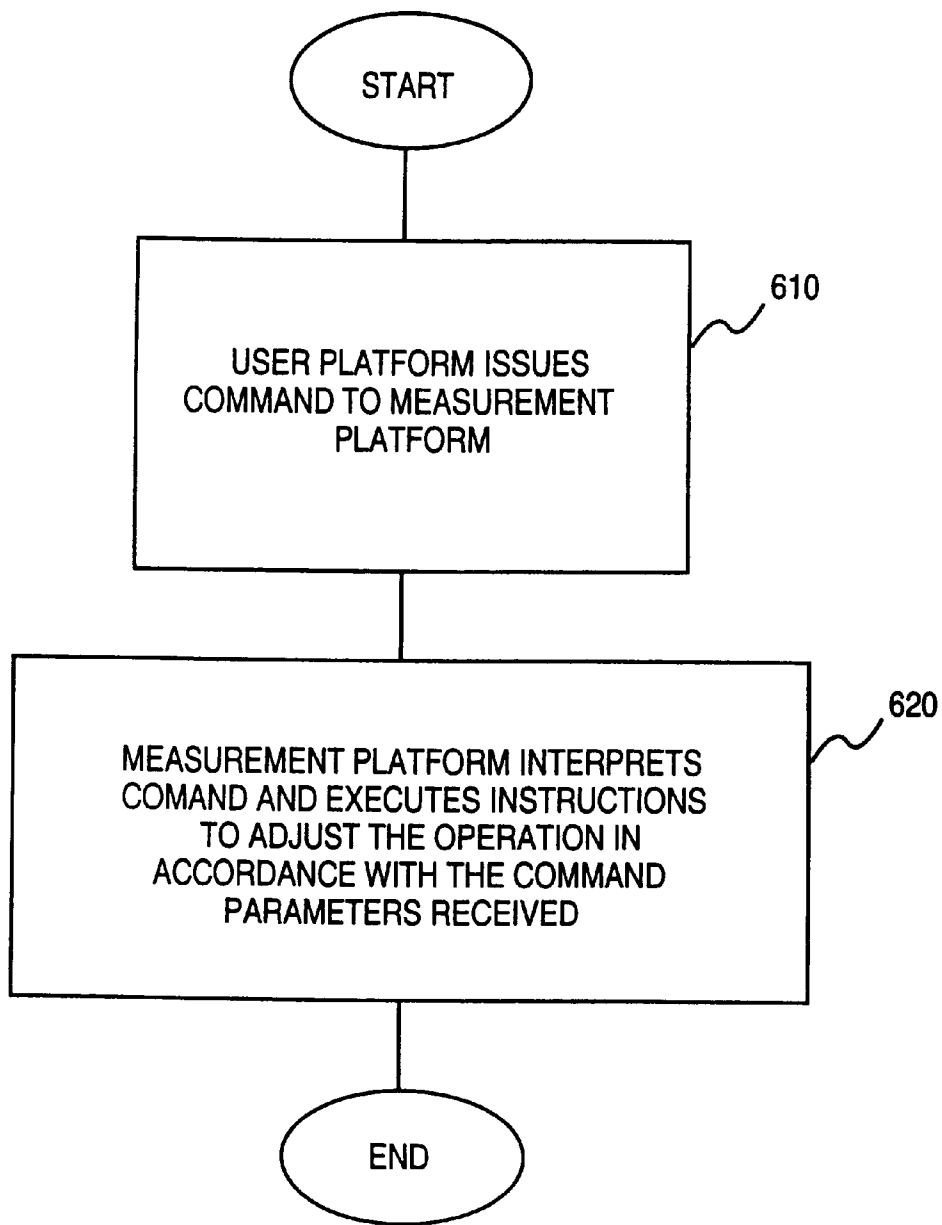 START
610
USER PLATFORM ISSUES
COMMAND TO MEASUREMENT
PLATFORM
620
MEASUREMENT PLATFORM INTERPRETS
COMAND AND EXECUTES INSTRUCTIONS
TO ADJUST THE OPERATION IN
ACCORDANCE WITH THE COMMAND
PARAMETERS RECEIVED
END